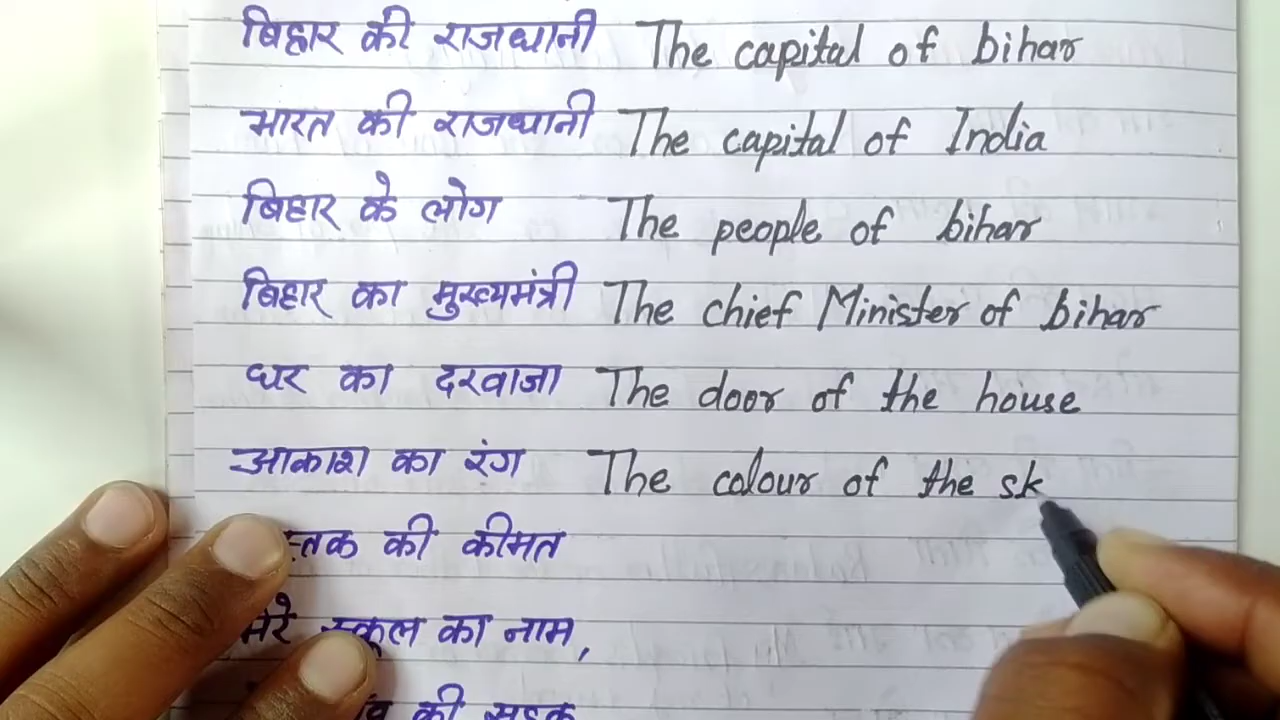 बिहार की राजधानी The capital of bihar
भारत की राजधानी The capital of India
बिहार के लोग The people of bihar
बिहार का मुख्यमंत्री The chief Minister of bihar
घर का दरवाजा The door of the house
आकाश का रंग The colour of the sk
की कीमत
मेरे स्कूल का नाम,
की सड़क